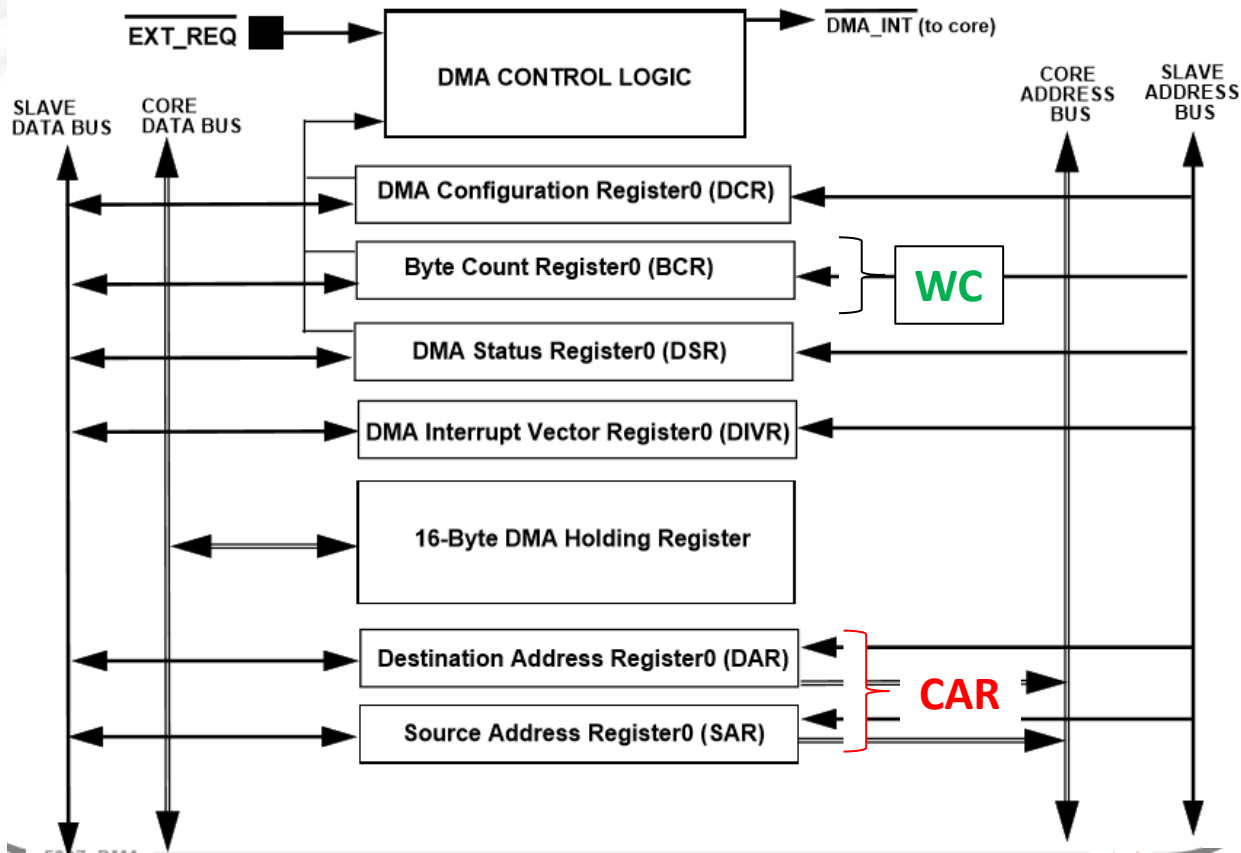 EXT_REQ
DMA_INT (to core)
DMA CONTROL LOGIC
SLAVE
DATA BUS
CORE
DATA BUS
CORE
ADDRESS
BUS
SLAVE
ADDRESS
BUS
DMA Configuration Register0 (DCR)
Byte Count Register0 (BCR)
WC
DMA Status Register0 (DSR)
DMA Interrupt Vector Register0 (DIVR)
16-Byte DMA Holding Register
Destination Address Register0 (DAR)
CAR
Source Address Register0 (SAR)